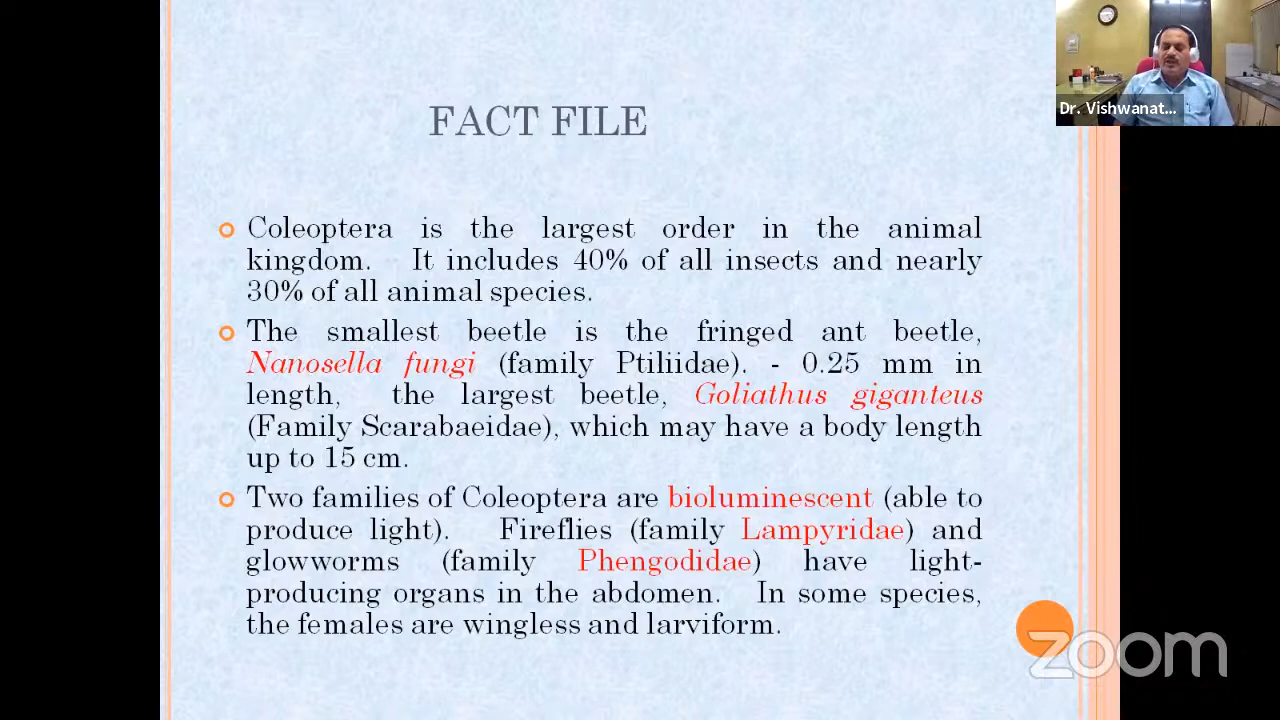 Dr. Vishwanat...
FACT FILE
Coleoptera is the largest order in the animal
kingdom. It includes 40% of all insects and nearly
30% of all animal species.
The smallest beetle is the fringed ant beetle,
Nanosella fungi (family Ptiliidae). - 0.25 mm in
length, the largest beetle, Goliathus giganteus
(Family Scarabaeidae), which may have a body length
up to 15 cm.
Two families of Coleoptera are bioluminescent (able to
produce light). Fireflies (family Lampyridae) and
glowworms (family Phengodidae) have light-
producing organs in the abdomen. In some species,
the females are wingless and larviform.
zoom